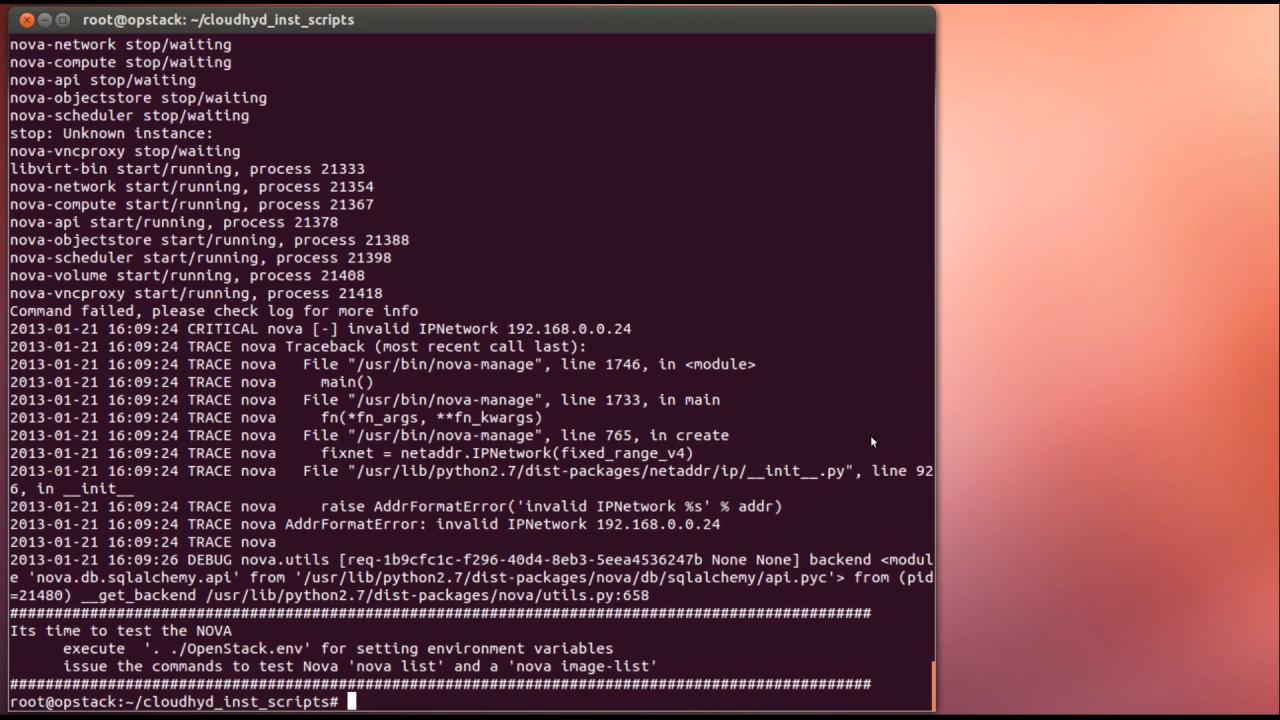 root@opstack: ~/cloudhyd_inst_scripts
nova-network stop/waiting
nova-compute stop/waiting
nova-api stop/waiting
nova-objectstore stop/waiting
nova-scheduler stop/waiting
stop: Unknown instance:
nova-vncproxy stop/waiting
libvirt-bin start/running, process 21333
nova-network start/running, process 21354
nova-compute start/running, process 21367
nova-api start/running, process 21378
nova-objectstore start/running, process 21388
nova-scheduler start/running, process 21398
nova-volume start/running, process 21408
nova-vncproxy start/running, process 21418
Command failed, please check log for more info
2013-01-21 16:09:24 CRITICAL nova [-] invalid IPNetwork 192.168.0.0.24
2013-01-21 16:09:24 TRACE nova Traceback (most recent call last):
2013-01-21 16:09:24 TRACE nova   File "/usr/bin/nova-manage", line 1746, in <module>
2013-01-21 16:09:24 TRACE nova     main()
2013-01-21 16:09:24 TRACE nova   File "/usr/bin/nova-manage", line 1733, in main
2013-01-21 16:09:24 TRACE nova     fn(*fn_args, **fn_kwargs)
2013-01-21 16:09:24 TRACE nova   File "/usr/bin/nova-manage", line 765, in create
2013-01-21 16:09:24 TRACE nova     fixnet = netaddr.IPNetwork(fixed_range_v4)
2013-01-21 16:09:24 TRACE nova   File "/usr/lib/python2.7/dist-packages/netaddr/ip/__init__.py", line 92
6, in __init__
2013-01-21 16:09:24 TRACE nova     raise AddrFormatError('invalid IPNetwork %s' % addr)
2013-01-21 16:09:24 TRACE nova AddrFormatError: invalid IPNetwork 192.168.0.0.24
2013-01-21 16:09:24 TRACE nova
2013-01-21 16:09:26 DEBUG nova.utils [req-1b9cfc1c-f296-40d4-8eb3-5eea4536247b None None] backend <modul
e 'nova.db.sqlalchemy.api' from '/usr/lib/python2.7/dist-packages/nova/db/sqlalchemy/api.pyc'> from (pid
=21480) __get_backend /usr/lib/python2.7/dist-packages/nova/utils.py:658
#################################################################################################
Its time to test the NOVA
      execute  '. ./OpenStack.env' for setting environment variables
      issue the commands to test Nova 'nova list' and a 'nova image-list'
#################################################################################################
root@opstack:~/cloudhyd_inst_scripts#